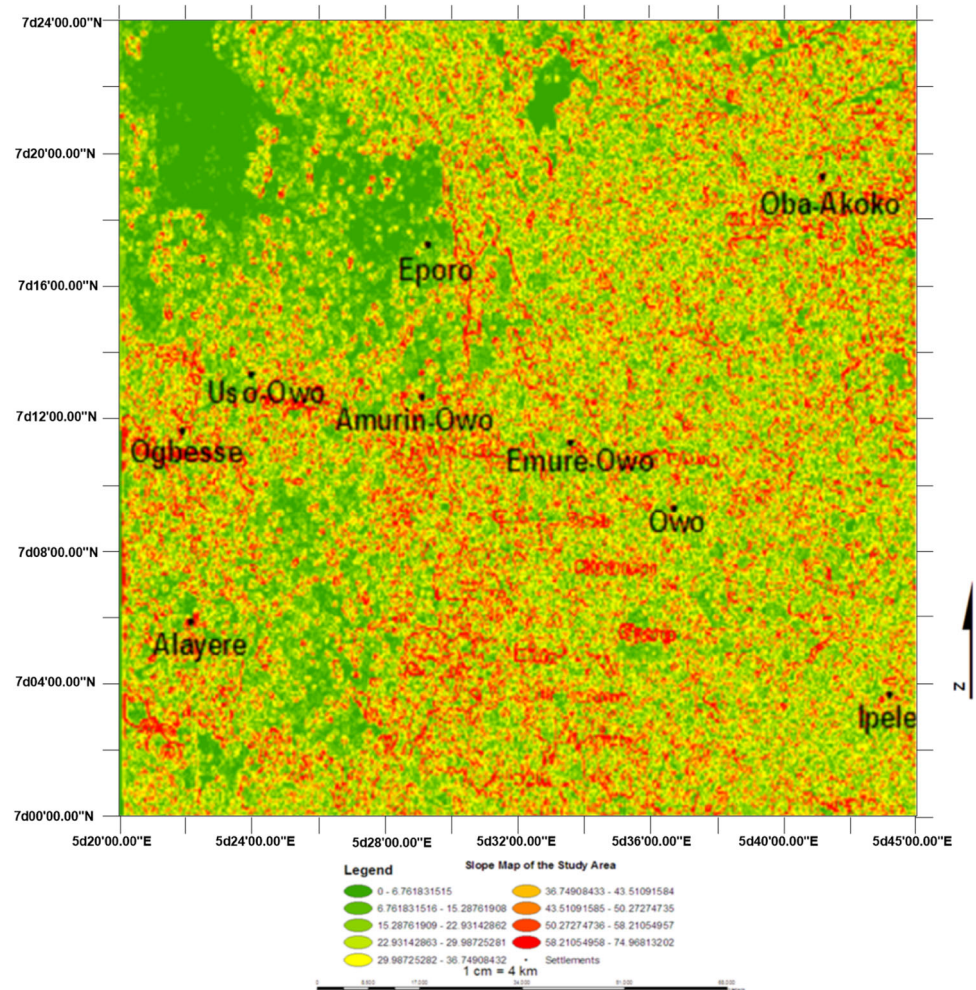 7d24'00.00"N
7d20'00.00"N
Oba-Akoko
Eporo
7d16'00.00"N
Uso-Owo
7d12'00.00"N
Amurin-Owo
Ogbesse
Emure-Owo
Owo
7d08'00.00"N
Alayere
7d04'00.00"N
Z
Ipele
7d00'00.00"N
5d20'00.00"E 5d24'00.00"E 5d28'00.00"E 5d32'00.00"E 5d36'00.00"E 5d40'00.00"E 5d45'00.00"E
Slope Map of the Study Area
Legend
0 - 6.761831515 36.74908433 - 43.51091584
6.761831516 - 15.28761908 43.51091585 - 50.27274735
15.28761909 - 22.93142862 50.27274736 - 58.21054957
22.93142863 - 29.98725281 58.21054958 - 74.96813202
29.98725282 - 36.74908432 Settlements
1 cm = 4 km